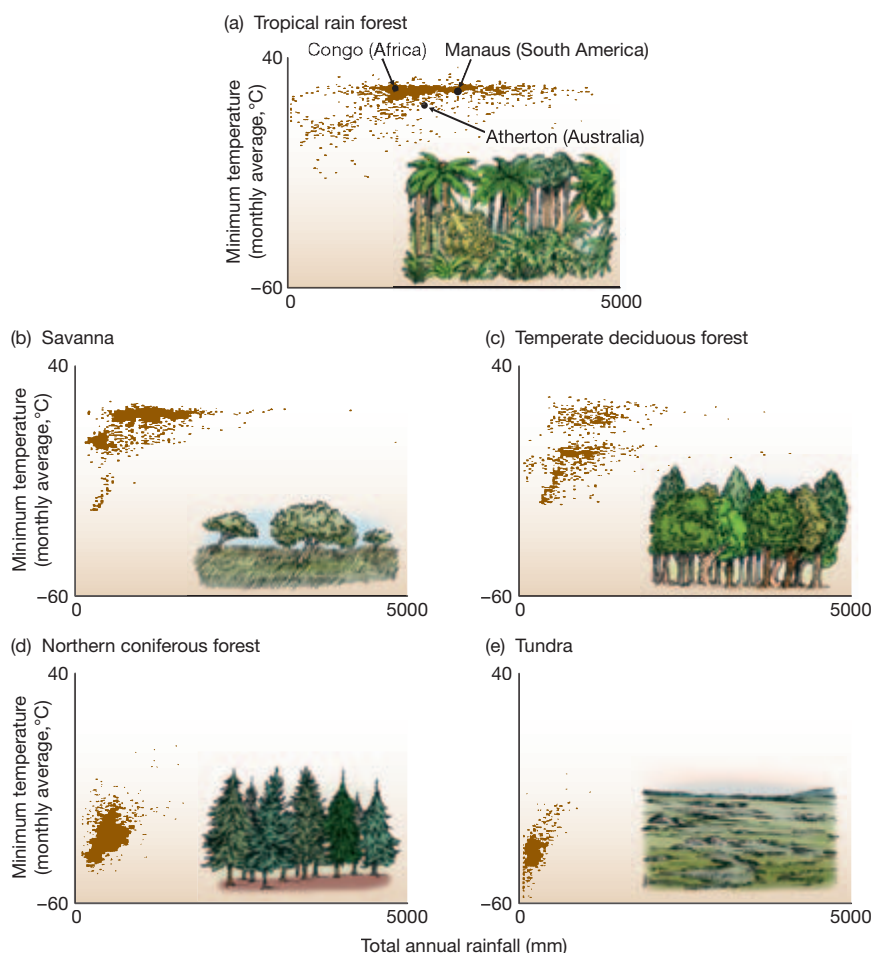 (a) Tropical rain forest
40
Congo (Africa)
Manaus (South America)
Atherton (Australia)
Minimum temperature
(monthly average,°C)
−60
0
5000
(b) Savanna
40
Minimum temperature
(monthly average,°C)
−60
0
5000
(c) Temperate deciduous forest
40
−60
0
5000
(d) Northern coniferous forest
40
Minimum temperature
(monthly average,°C)
−60
0
5000
(e) Tundra
40
−60
0
5000
Total annual rainfall (mm)